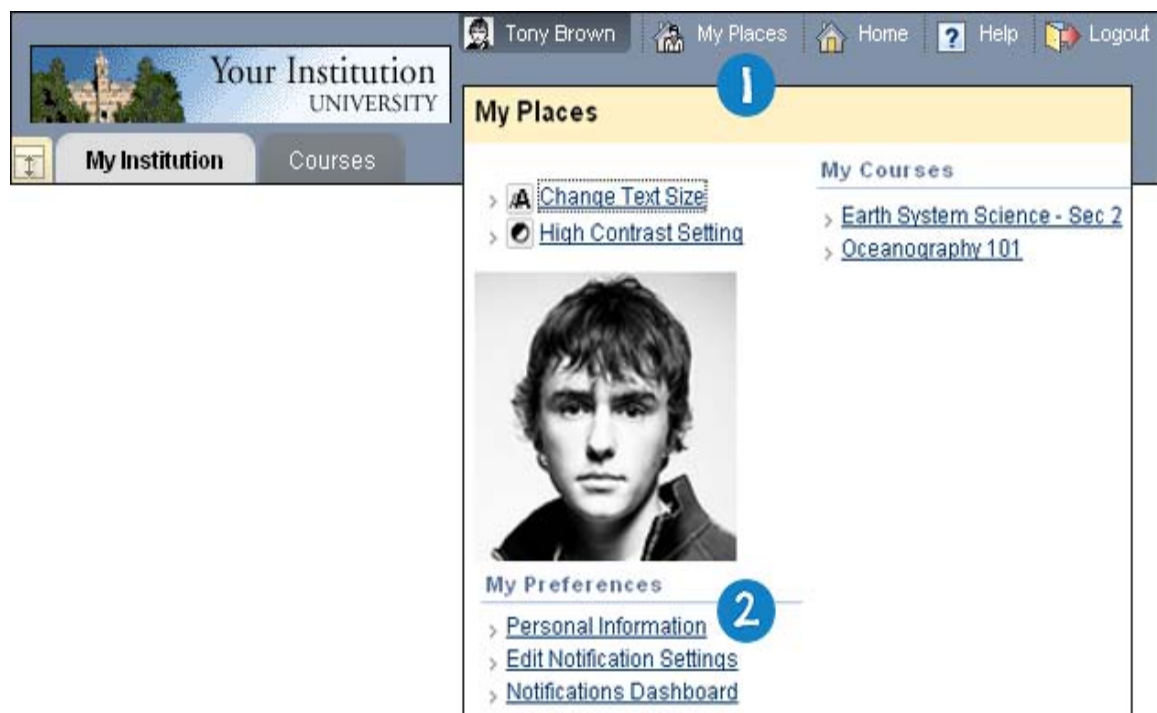 Tony Brown My Places Home Help Logout
Your Institution
UNIVERSITY
1
My Places
My Institution Courses
Change Text Size
High Contrast Setting
My Courses
Earth System Science - Sec 2
Oceanography 101
My Preferences
2
Personal Information
Edit Notification Settings
Notifications Dashboard